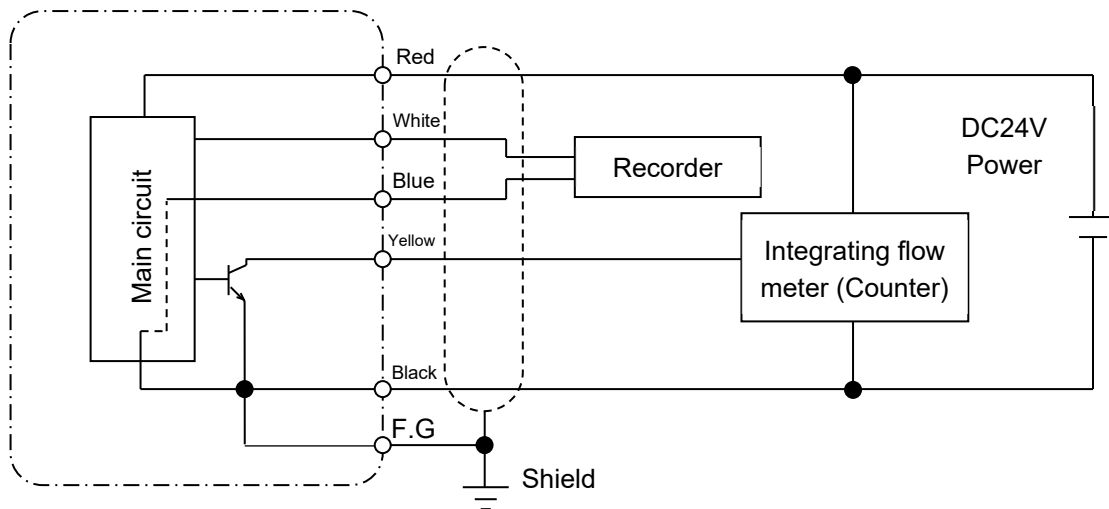 Red
White
Blue
Yellow
Black
F.G
Shield
Main circuit
Recorder
Integrating flow
meter (Counter)
DC24V
Power